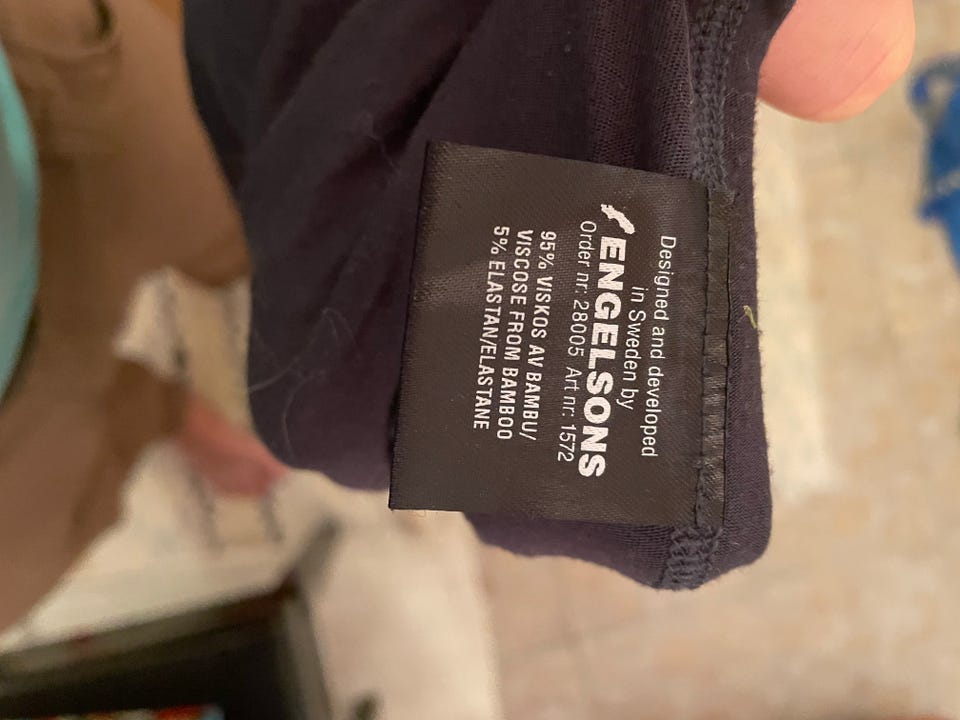 Designed and developed
in Sweden by
ENGELSONS
Order nr: 28005 Art nr: 1572
95% VISKOS AV BAMBU/
VISCOSE FROM BAMBOO
5% ELASTAN/ELASTANE